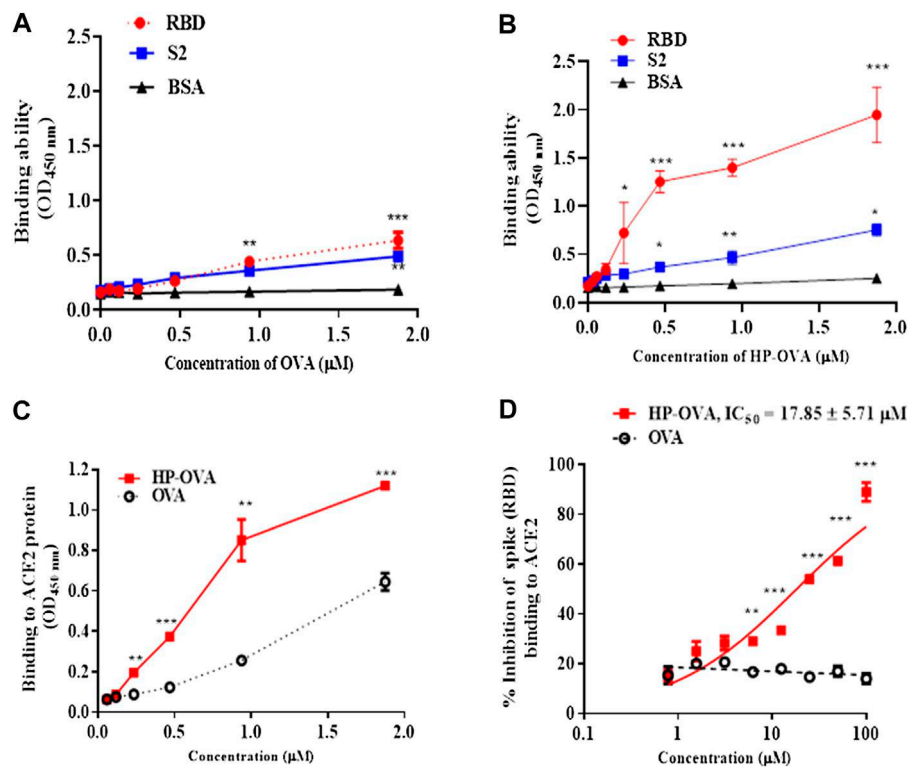 A
RBD
S2
BSA
2.5
2.0
1.5
1.0
0.5
0.0
Binding ability
(OD450 nm)
**
***
**
0.0 0.5 1.0 1.5 2.0
Concentration of OVA (μM)
B
RBD
S2
BSA
2.5
2.0
1.5
1.0
0.5
0.0
Binding ability
(OD450 nm)
*
***
***
***
*
**
*
0.0 0.5 1.0 1.5 2.0
Concentration of HP-OVA (μM)
C
HP-OVA
OVA
1.2
1.0
0.8
0.6
0.4
0.2
0.0
Binding to ACE2 protein
(OD450 nm)
**
***
**
***
0.0 0.5 1.0 1.5 2.0
Concentration (μM)
D
HP-OVA, IC50 = 17.85 ± 5.71 μM
OVA
100
80
60
40
20
0
% Inhibition of spike (RBD)
binding to ACE2
**
***
***
***
***
0.1 1 10 100
Concentration (μM)